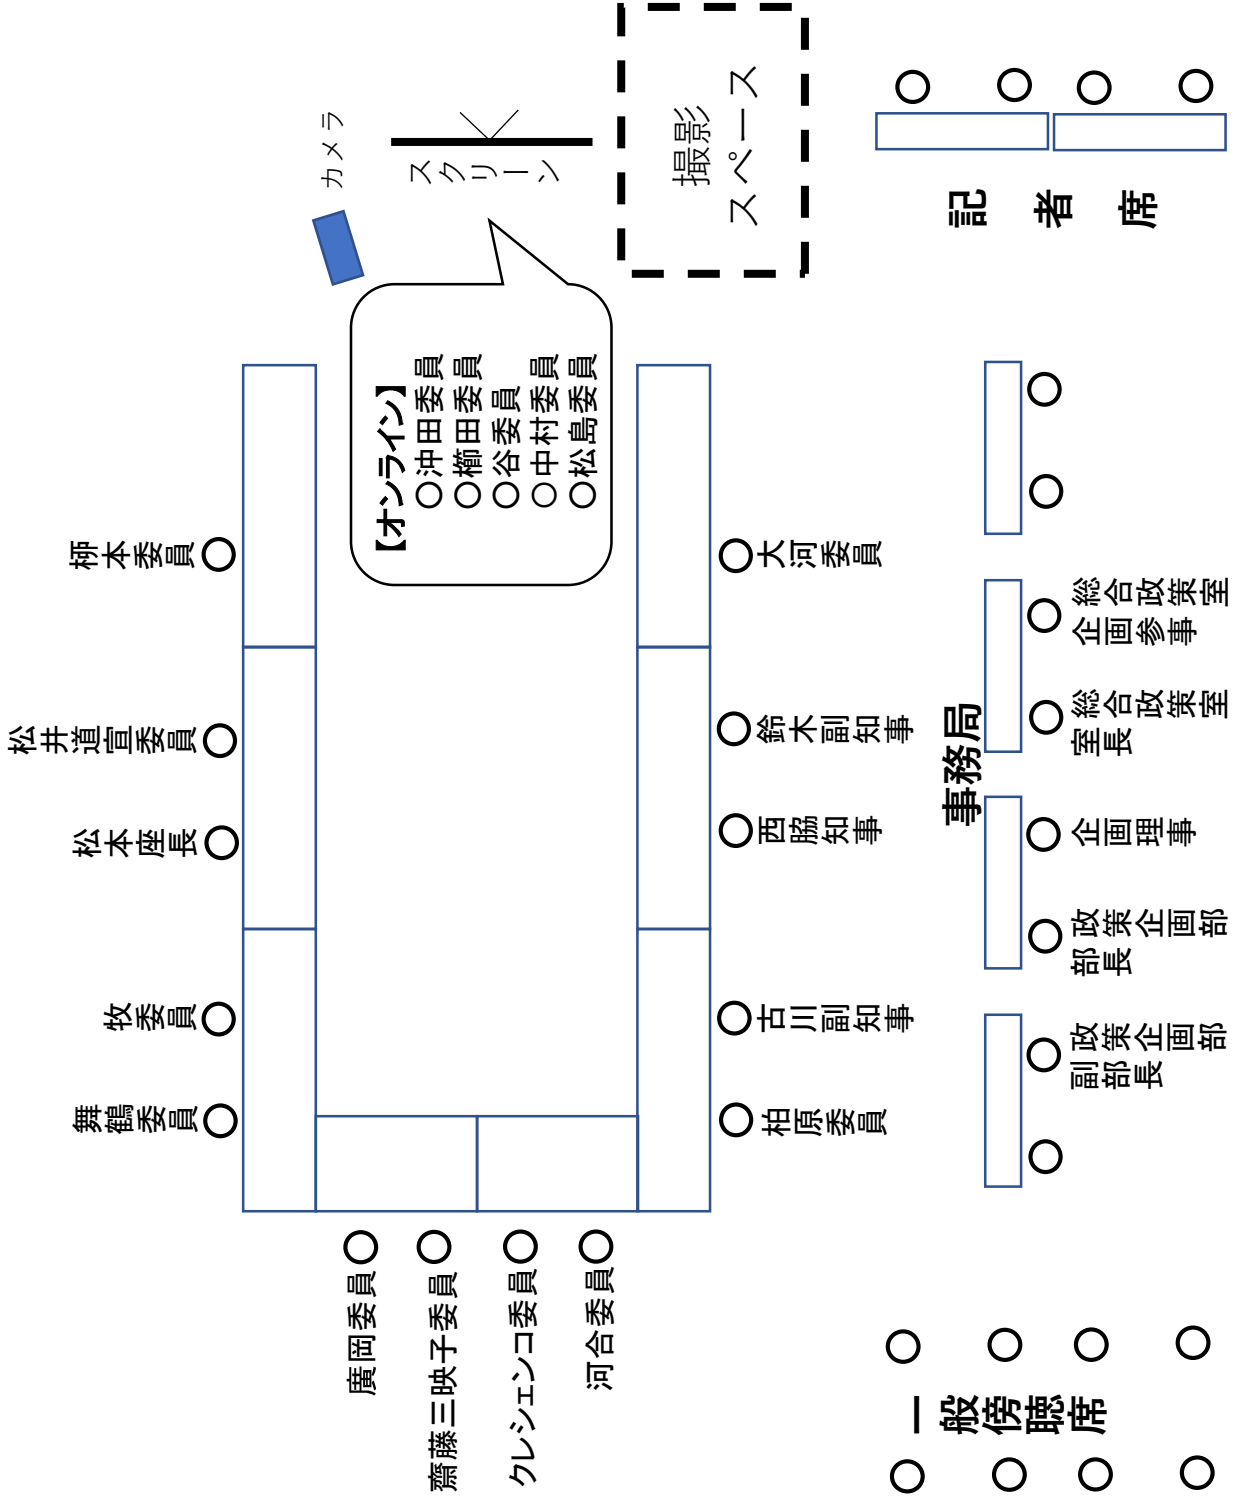 カメラ
スクリーン
撮影
スペース
記者席
【オンライン】
○沖田委員
○櫛田委員
○谷委員
○中村委員
○松島委員
栁本委員
松井道宣委員
松本座長
牧委員
舞鶴委員
大河委員
鈴木副知事
西脇知事
古川副知事
柏原委員
廣岡委員
齋藤三映子委員
クレシェンコ委員
河合委員
事務局
総合政策室
企画参事
総合政策室
室長
企画理事
政策企画部
部長
政策企画部
副部長
一般傍聴席